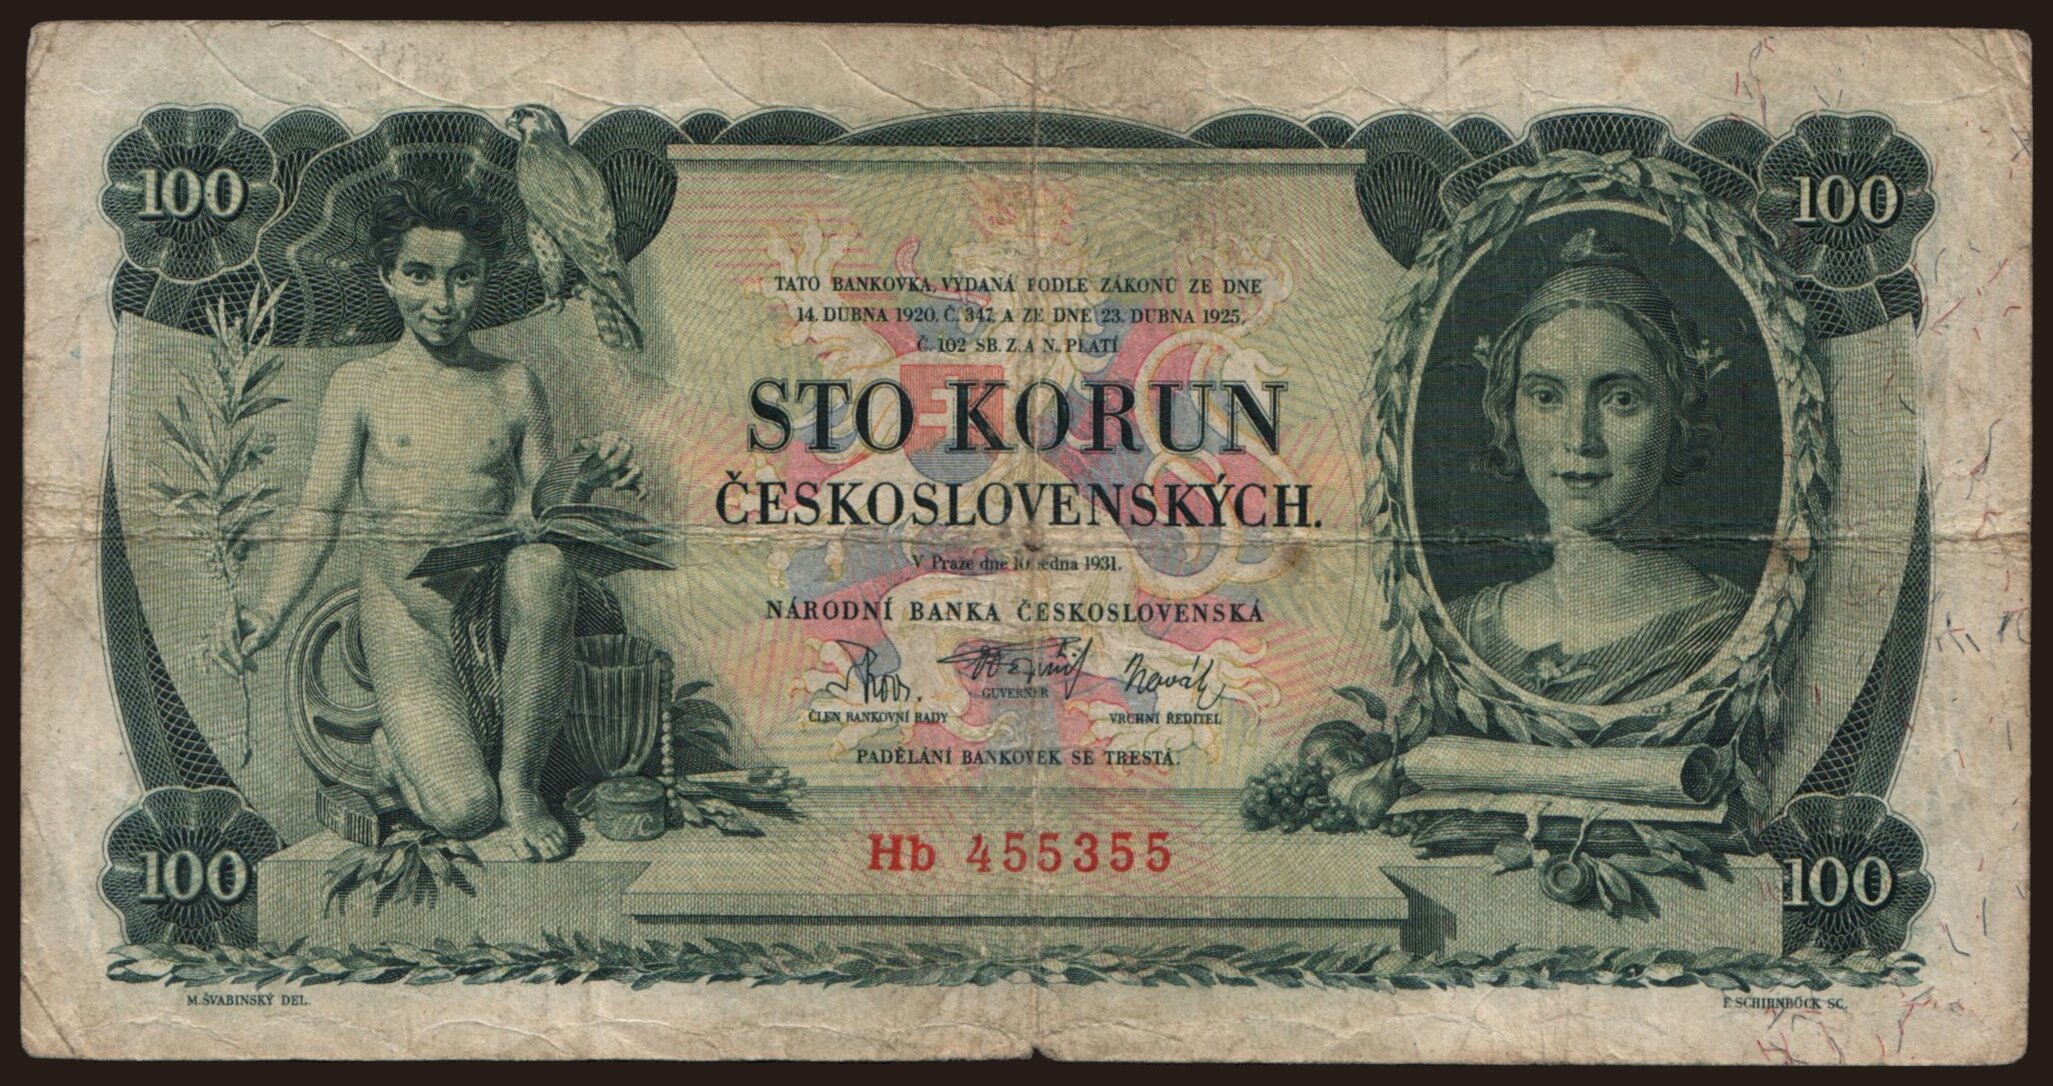 100
100
TATO BANKOVKA, VYDANÁ PODLE ZÁKONŮ ZE DNE
14. DUBNA 1920, Č. 347, A ZE DNE 23. DUBNA 1925,
Č. 102 SB. Z. A N., PLATÍ
STO KORUN
ČESKOSLOVENSKÝCH.
V Praze dne 10. ledna 1931.
NÁRODNÍ BANKA ČESKOSLOVENSKÁ
Novák
GUVERNÉR
ČLEN BANKOVNÍ RADY VRCHNÍ ŘEDITEL
PADĚLÁNÍ BANKOVEK SE TRESTÁ.
Hb 455355
100
100
M. ŠVABINSKÝ DEL.
F. SCHIRNBÖCK SC.